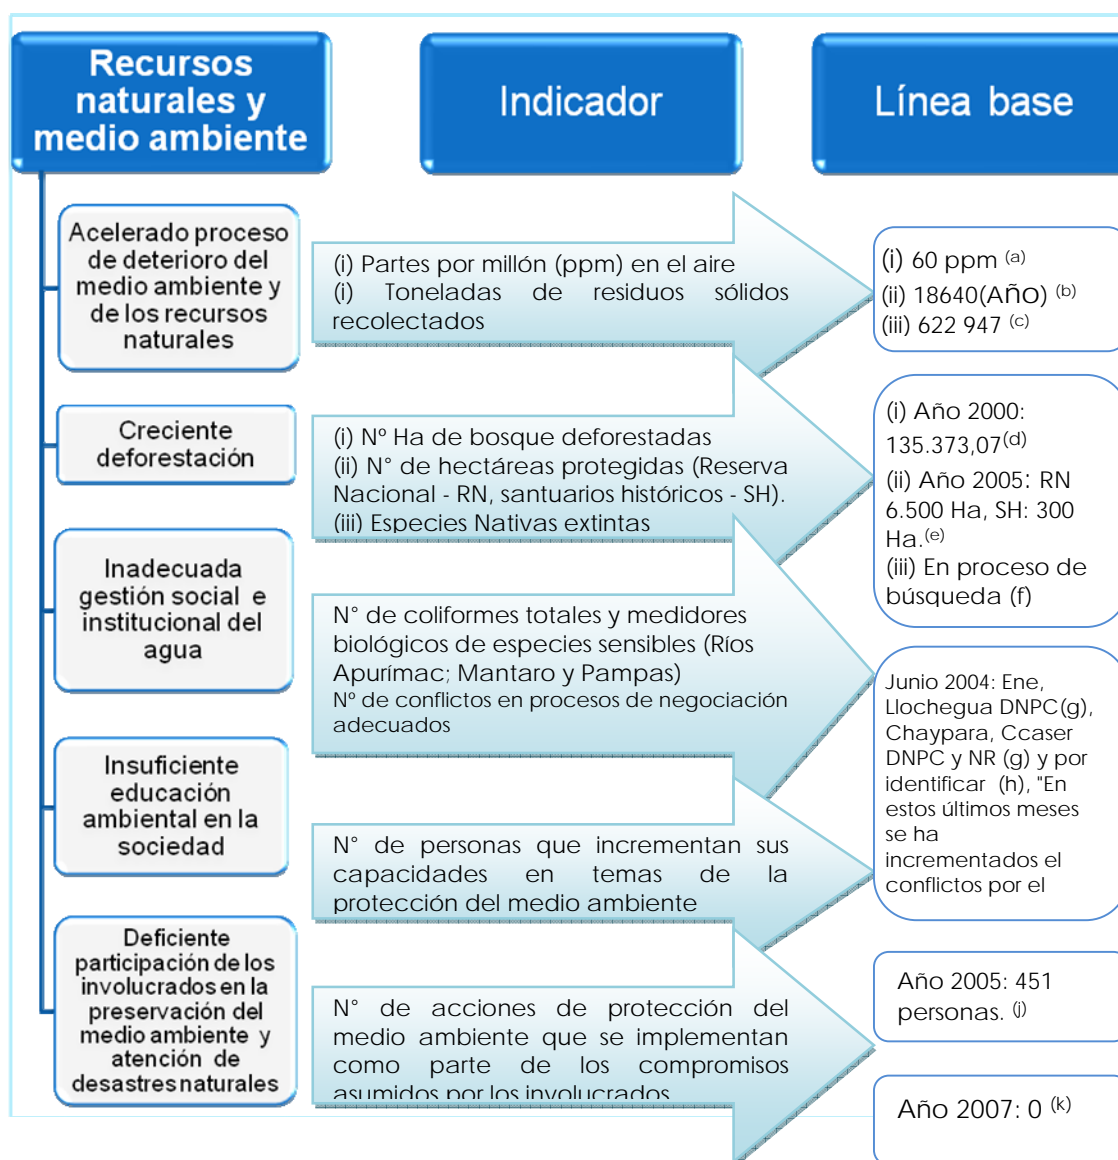 Recursos
naturales y
medio ambiente
Indicador
Línea base
Acelerado proceso
de deterioro del
medio ambiente y
de los recursos
naturales
(i) Partes por millón (ppm) en el aire
(i) Toneladas de residuos sólidos
recolectados
(i) 60 ppm (a)
(ii) 18640(Año) (b)
(iii) 622 947 (c)
Creciente
deforestación
(i) Nº Ha de bosque deforestadas
(ii) N° de hectáreas protegidas (Reserva
Nacional - RN, santuarios históricos - SH).
(iii) Especies Nativas extintas
(i) Año 2000:
135.373,07(d)
(ii) Año 2005: RN
6.500 Ha, SH: 300
Ha.(e)
(iii) En proceso de
búsqueda (f)
Inadecuada
gestión social e
institucional del
agua
N° de coliformes totales y medidores
biológicos de especies sensibles (Ríos
Apurímac; Mantaro y Pampas)
Nº de conflictos en procesos de negociación
adecuados
Junio 2004: Ene,
Llochegua DNPC(g),
Chaypara, Ccaser
DNPC y NR (g) y por
identificar (h), "En
estos últimos meses
se ha
incrementados el
conflictos por el
Insuficiente
educación
ambiental en la
sociedad
N° de personas que incrementan sus
capacidades en temas de la
protección del medio ambiente
Año 2005: 451
personas. (j)
Deficiente
participación de los
involucrados en la
preservación del
medio ambiente y
atención de
desastres naturales
N° de acciones de protección del
medio ambiente que se implementan
como parte de los compromisos
asumidos por los involucrados
Año 2007: 0 (k)